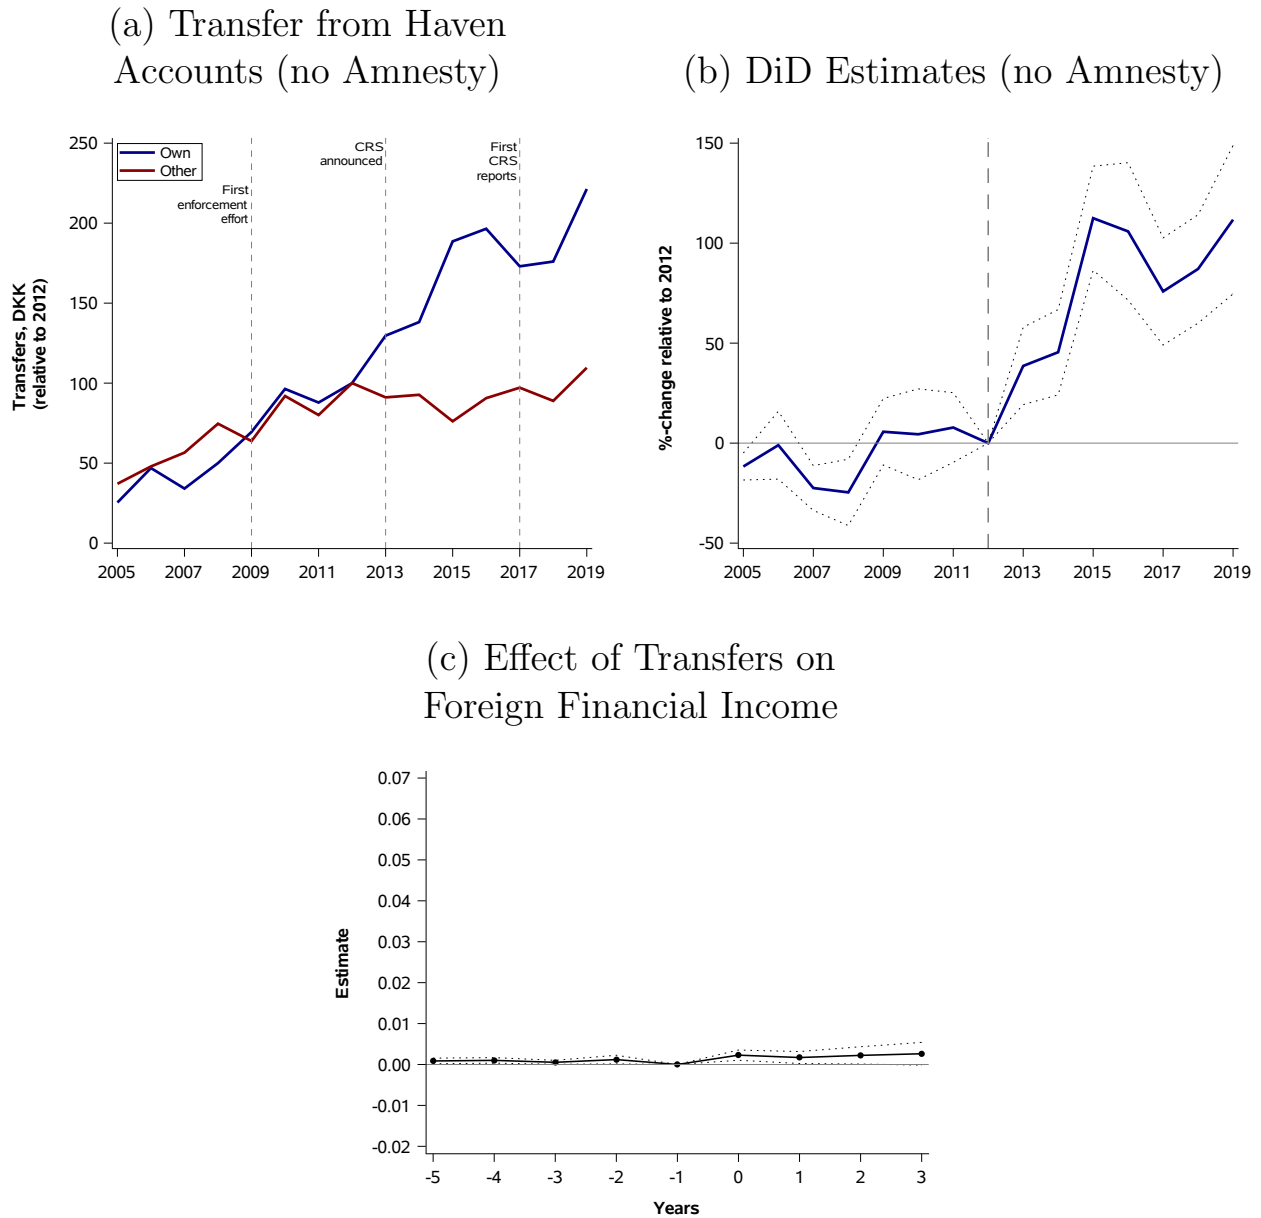 (a) Transfer from Haven
Accounts (no Amnesty)
250
200
150
100
50
0
Transfers, DKK
(relative to 2012)
Own
Other
First
enforcement
effort
CRS
announced
First
CRS
reports
2005 2007 2009 2011 2013 2015 2017 2019
(b) DiD Estimates (no Amnesty)
150
100
50
0
-50
%-change relative to 2012
2005 2007 2009 2011 2013 2015 2017 2019
(c) Effect of Transfers on
Foreign Financial Income
0.07
0.06
0.05
0.04
0.03
0.02
0.01
0.00
-0.01
-0.02
Estimate
-5 -4 -3 -2 -1 0 1 2 3
Years